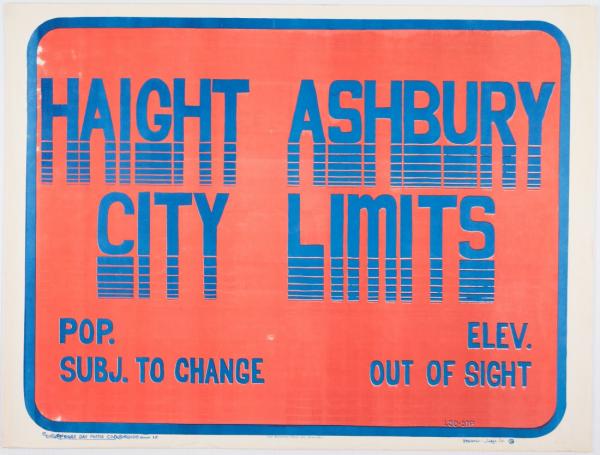 HAIGHT ASHBURY
CITY LIMITS
POP.
SUBJ. TO CHANGE
ELEV.
OUT OF SIGHT